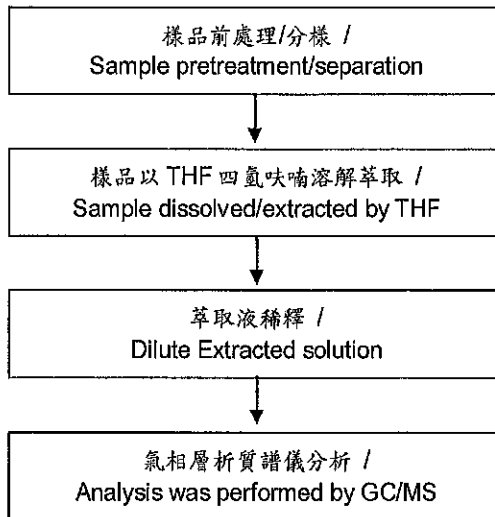 樣品前處理/分樣 /
Sample pretreatment/separation
樣品以 THF 四氫呋喃溶解萃取 /
Sample dissolved/extracted by THF
萃取液稀釋 /
Dilute Extracted solution
氣相層析質譜儀分析 /
Analysis was performed by GC/MS